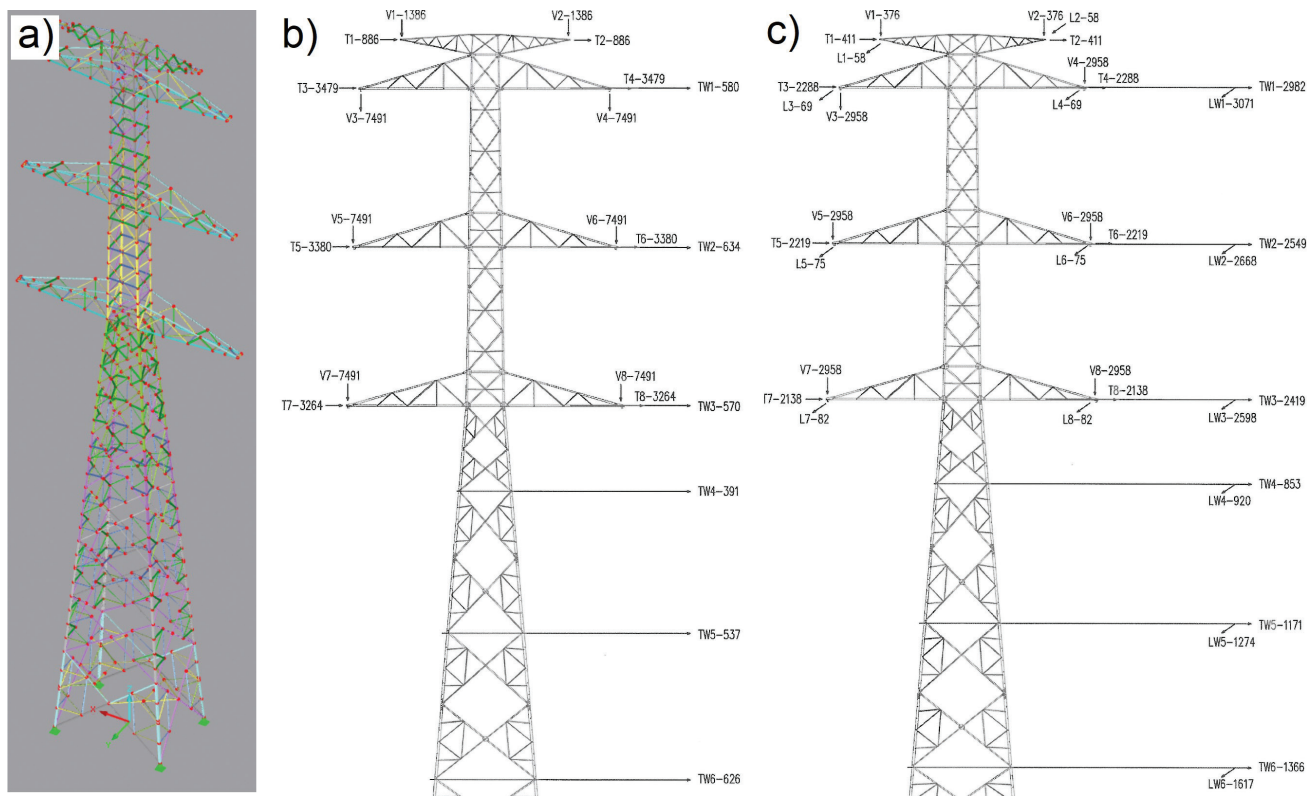 a)
X
Y
b)
V1–1386
V2–1386
T1–886
T2–886
T3–3479
T4–3479
TW1–580
V3–7491
V4–7491
V5–7491
V6–7491
T5–3380
T6–3380
TW2–634
V7–7491
V8–7491
T7–3264
T8–3264
TW3–570
TW4–391
TW5–537
TW6–626
c)
V1–376
V2–376
L2–58
T1–411
T2–411
L1–58
V4–2958
T3–2288
T4–2288
TW1–2982
L3–69
L4–69
LW1–3071
V3–2958
V5–2958
V6–2958
T5–2219
T6–2219
TW2–2549
L5–75
L6–75
LW2–2668
V7–2958
V8–2958
T7–2138
T8–2138
TW3–2419
L7–82
L8–82
LW3–2598
TW4–853
LW4–920
TW5–1171
LW5–1274
TW6–1366
LW6–1617